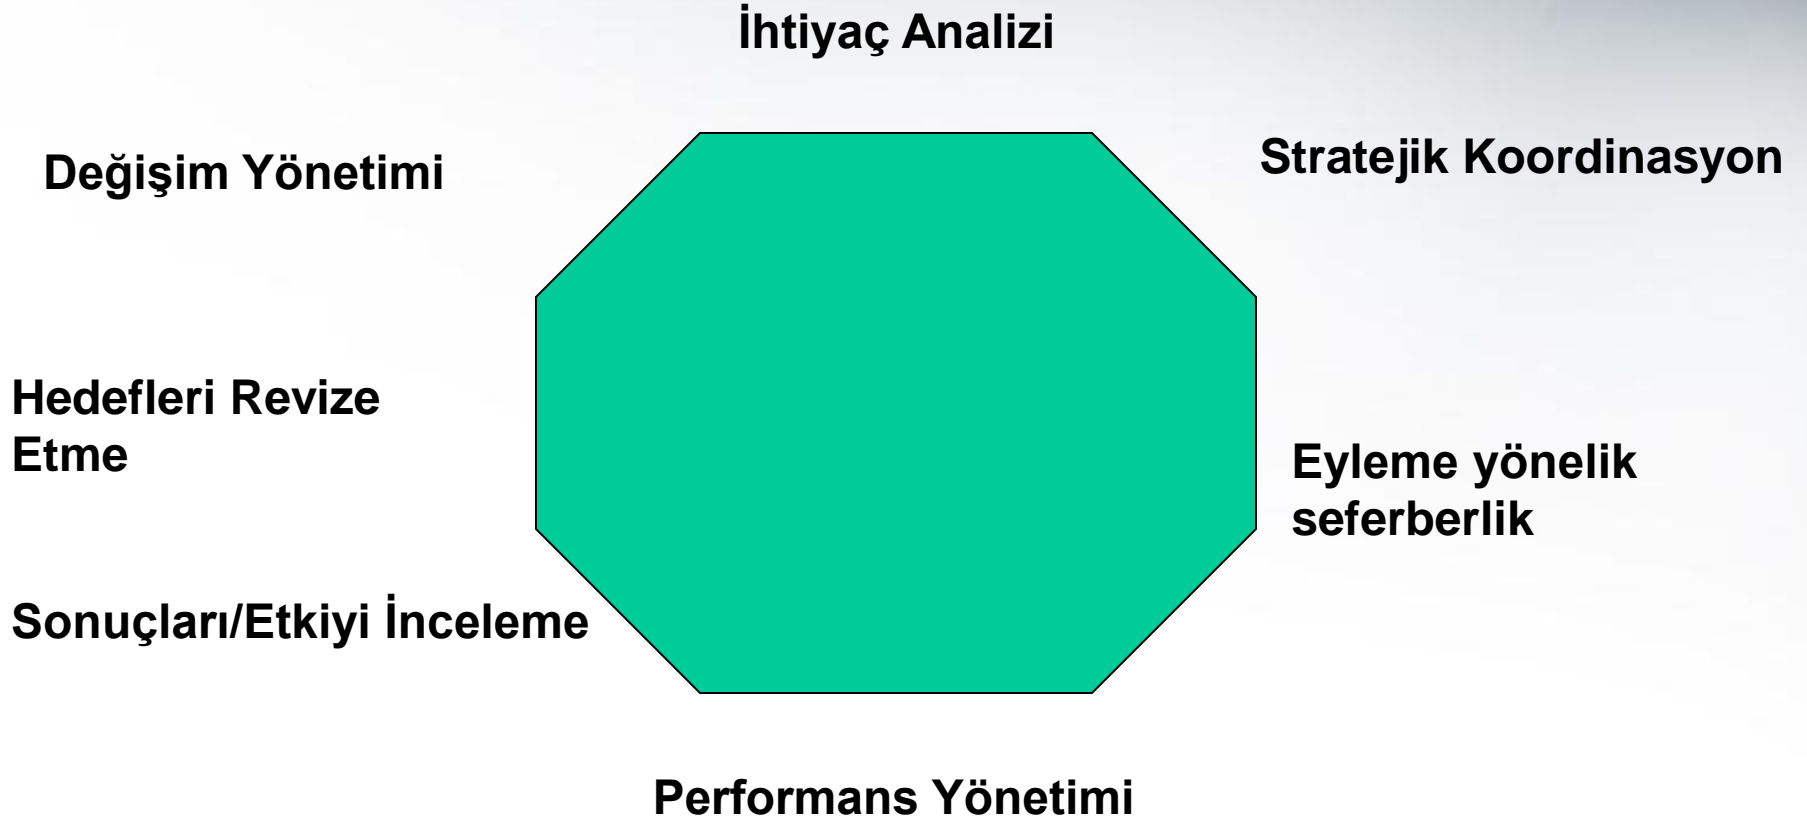 İhtiyaç Analizi
Değişim Yönetimi
Stratejik Koordinasyon
Hedefleri Revize
Etme
Eyleme yönelik
seferberlik
Sonuçları/Etkiyi İnceleme
Performans Yönetimi